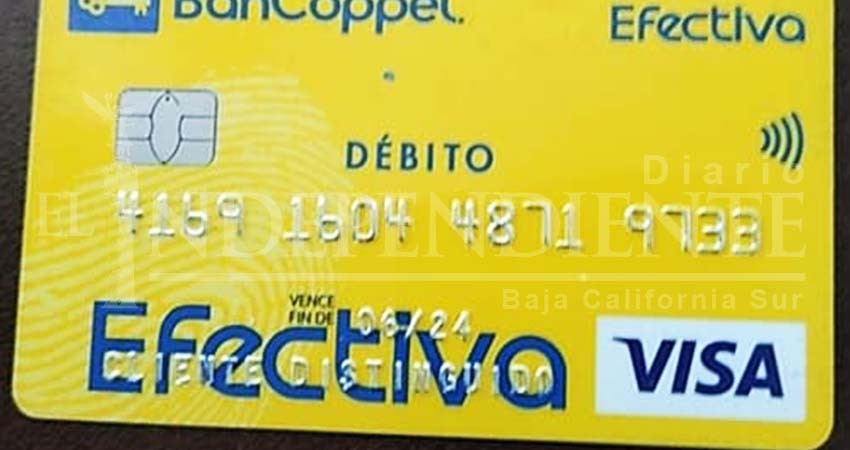 BanCoppel.
Efectiva
DÉBITO
4169 1604 4871 9733
VENCE
FIN DE
06/24
Efectiva
CLIENTE DISTINGUIDO
VISA
Diario
EL INDEPENDIENTE
Baja California Sur